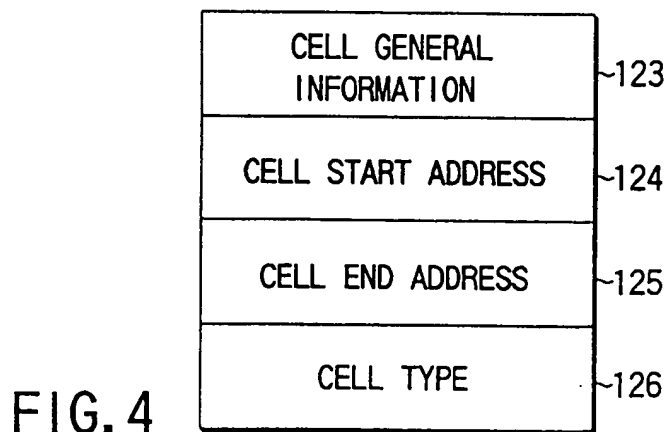 CELL GENERAL
INFORMATION
~123
CELL START ADDRESS ~124
CELL END ADDRESS ~125
CELL TYPE ~126
FIG. 4